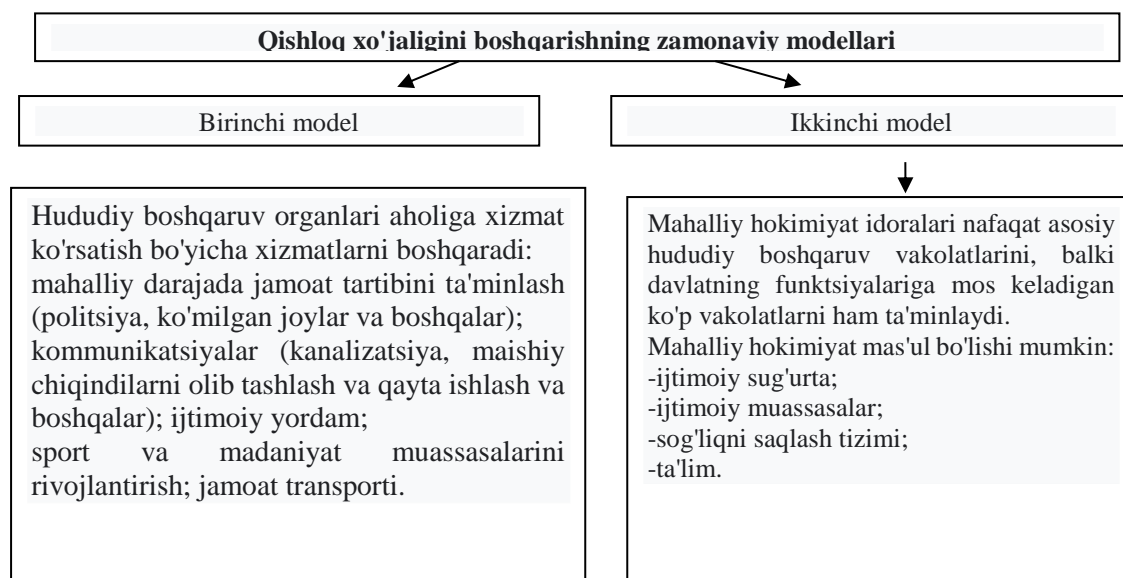 Qishloq xo'jaligini boshqarishning zamonaviy modellari
Birinchi model
Ikkinchi model
Hududiy boshqaruv organlari aholiga xizmat
ko'rsatish bo'yicha xizmatlarni boshqaradi:
mahalliy darajada jamoat tartibini ta'minlash
(politsiya, ko'milgan joylar va boshqalar);
kommunikatsiyalar (kanalizatsiya, maishiy
chiqindilarni olib tashlash va qayta ishlash va
boshqalar); ijtimoiy yordam;
sport va madaniyat muassasalarini
rivojlantirish; jamoat transporti.
Mahalliy hokimiyat idoralari nafaqat asosiy
hududiy boshqaruv vakolatlarini, balki
davlatning funktsiyalariga mos keladigan
ko'p vakolatlarni ham ta'minlaydi.
Mahalliy hokimiyat mas'ul bo'lishi mumkin:
-ijtimoiy sug'urta;
-ijtimoiy muassasalar;
-sog'liqni saqlash tizimi;
-ta'lim.